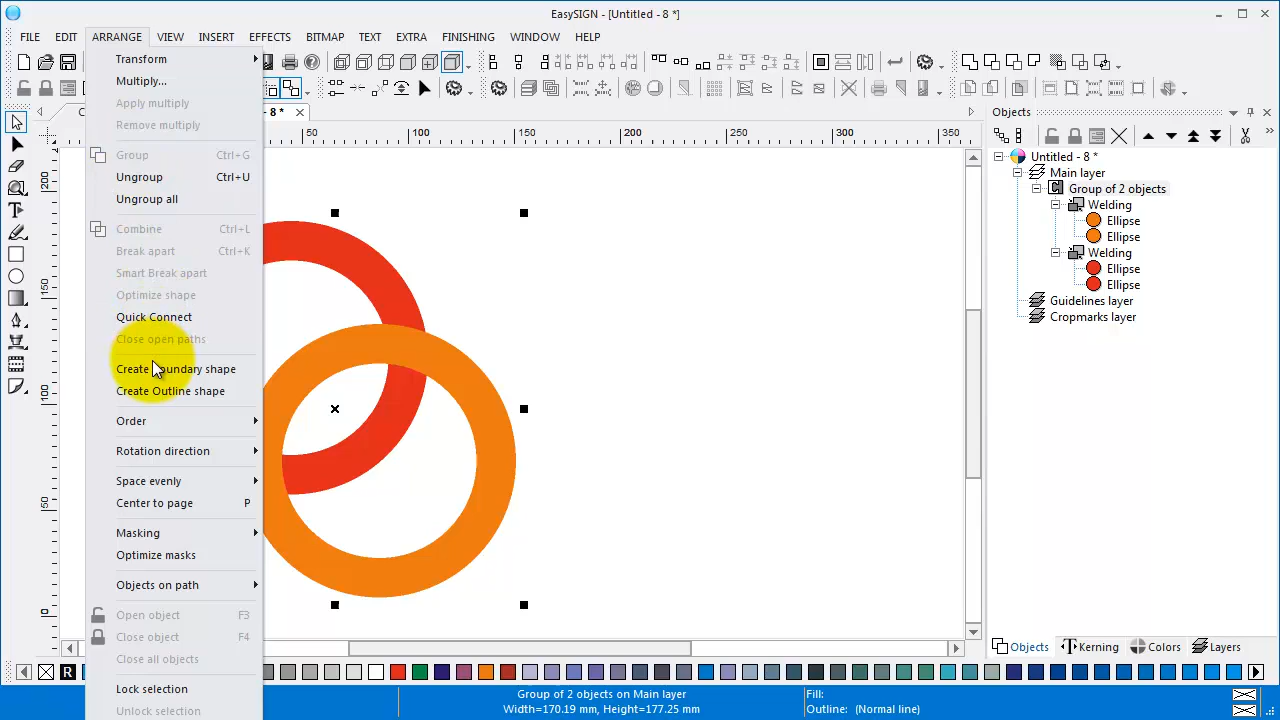 EasySIGN - [Untitled - 8 *]
FILE EDIT ARRANGE VIEW INSERT EFFECTS BITMAP TEXT EXTRA FINISHING WINDOW HELP
Transform
Multiply...
Apply multiply
Remove multiply
Group Ctrl+G
Ungroup Ctrl+U
Ungroup all
Combine Ctrl+L
Break apart Ctrl+K
Smart Break apart
Optimize shape
Quick Connect
Close open paths
Create boundary shape
Create Outline shape
Order
Rotation direction
Space evenly
Center to page P
Masking
Optimize masks
Objects on path
Open object F3
Close object F4
Close all objects
Lock selection
Unlock selection
8 *
50 100 150 200 250 300 350
200
150
100
50
0
Objects
Untitled - 8 *
Main layer
Group of 2 objects
Welding
Ellipse
Ellipse
Welding
Ellipse
Ellipse
Guidelines layer
Cropmarks layer
Objects Kerning Colors Layers
R
Group of 2 objects on Main layer
Width=170.19 mm, Height=177.25 mm
Fill:
Outline: (Normal line)